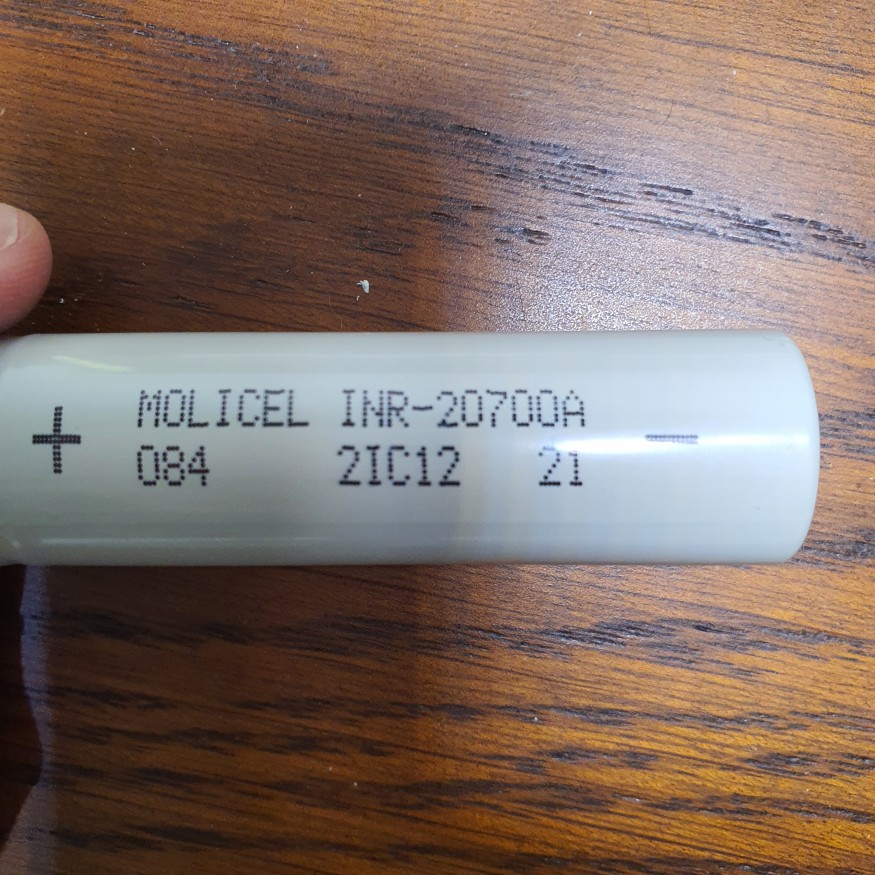 + MOLICEL INR-20700A −
084 2IC12 21